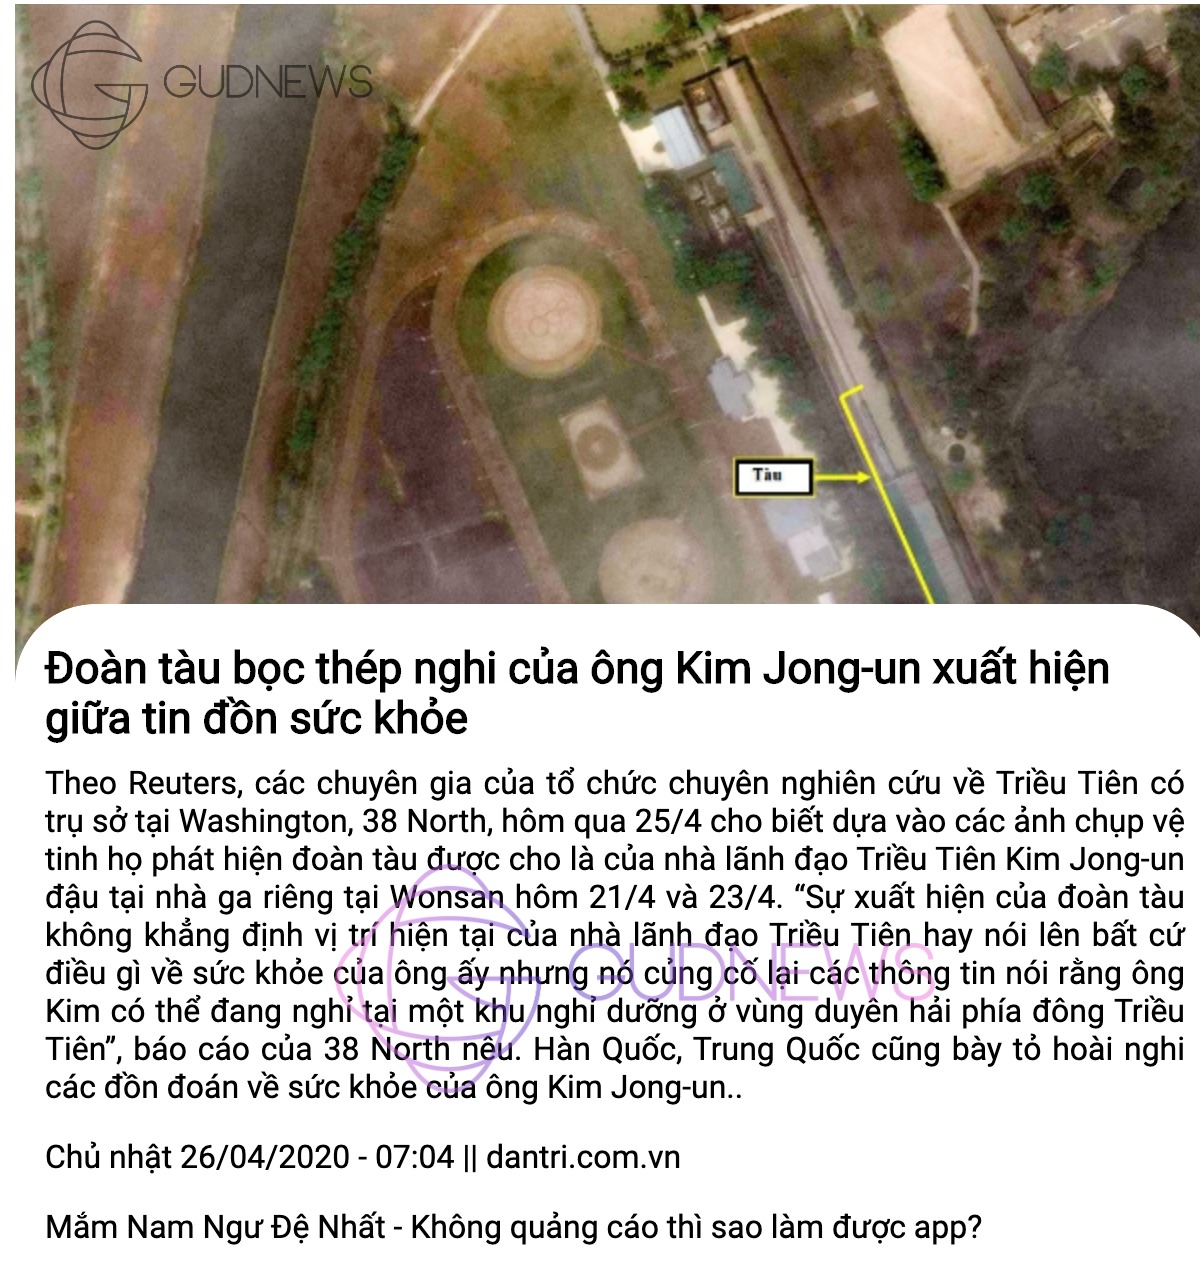 GUDNEWS
Tàu
Đoàn tàu bọc thép nghi của ông Kim Jong-un xuất hiện
giữa tin đồn sức khỏe
Theo Reuters, các chuyên gia của tổ chức chuyên nghiên cứu về Triều Tiên có
trụ sở tại Washington, 38 North, hôm qua 25/4 cho biết dựa vào các ảnh chụp vệ
tinh họ phát hiện đoàn tàu được cho là của nhà lãnh đạo Triều Tiên Kim Jong-un
đậu tại nhà ga riêng tại Wonsan hôm 21/4 và 23/4. “Sự xuất hiện của đoàn tàu
không khẳng định vị trí hiện tại của nhà lãnh đạo Triều Tiên hay nói lên bất cứ
điều gì về sức khỏe của ông ấy nhưng nó củng cố lại các thông tin nói rằng ông
Kim có thể đang nghỉ tại một khu nghỉ dưỡng ở vùng duyên hải phía đông Triều
Tiên”, báo cáo của 38 North nêu. Hàn Quốc, Trung Quốc cũng bày tỏ hoài nghi
các đồn đoán về sức khỏe của ông Kim Jong-un..
GUDNEWS
Chủ nhật 26/04/2020 - 07:04 || dantri.com.vn
Mắm Nam Ngư Đệ Nhất - Không quảng cáo thì sao làm được app?